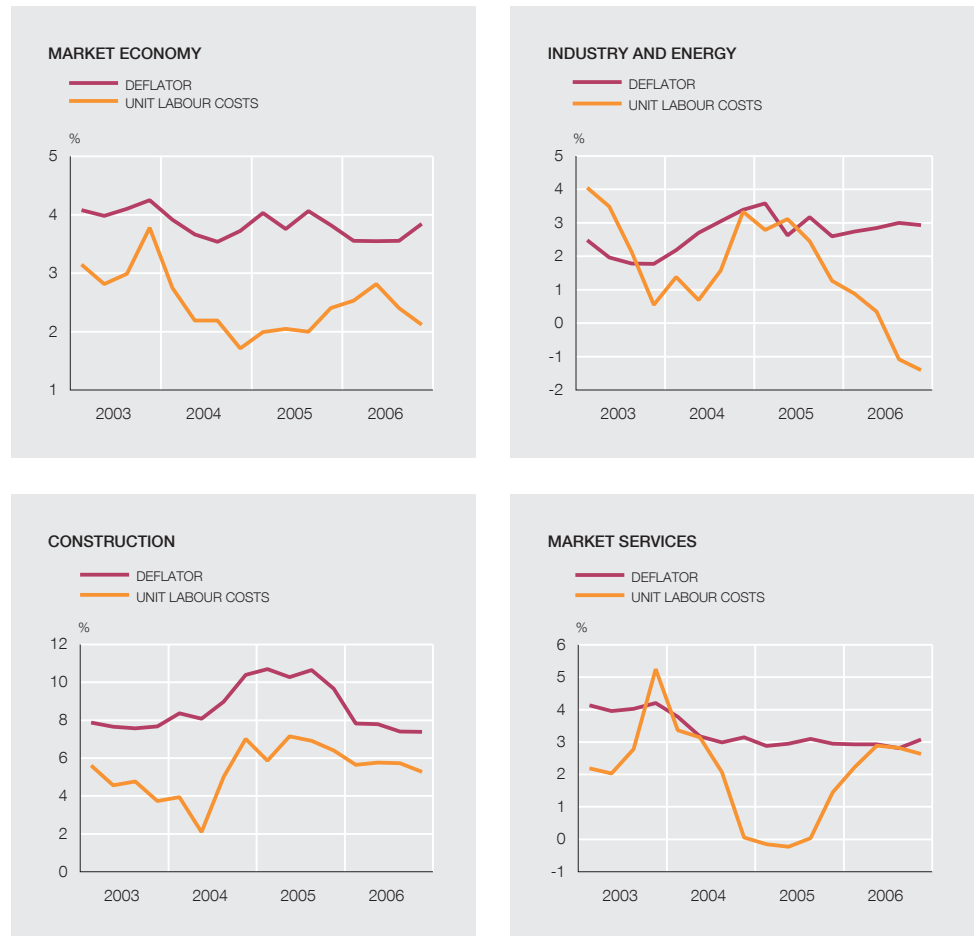 MARKET ECONOMY
DEFLATOR
UNIT LABOUR COSTS
%
5
4
3
2
1
2003 2004 2005 2006
INDUSTRY AND ENERGY
DEFLATOR
UNIT LABOUR COSTS
%
5
4
3
2
1
0
-1
-2
2003 2004 2005 2006
CONSTRUCTION
DEFLATOR
UNIT LABOUR COSTS
%
12
10
8
6
4
2
0
2003 2004 2005 2006
MARKET SERVICES
DEFLATOR
UNIT LABOUR COSTS
%
6
5
4
3
2
1
0
-1
2003 2004 2005 2006